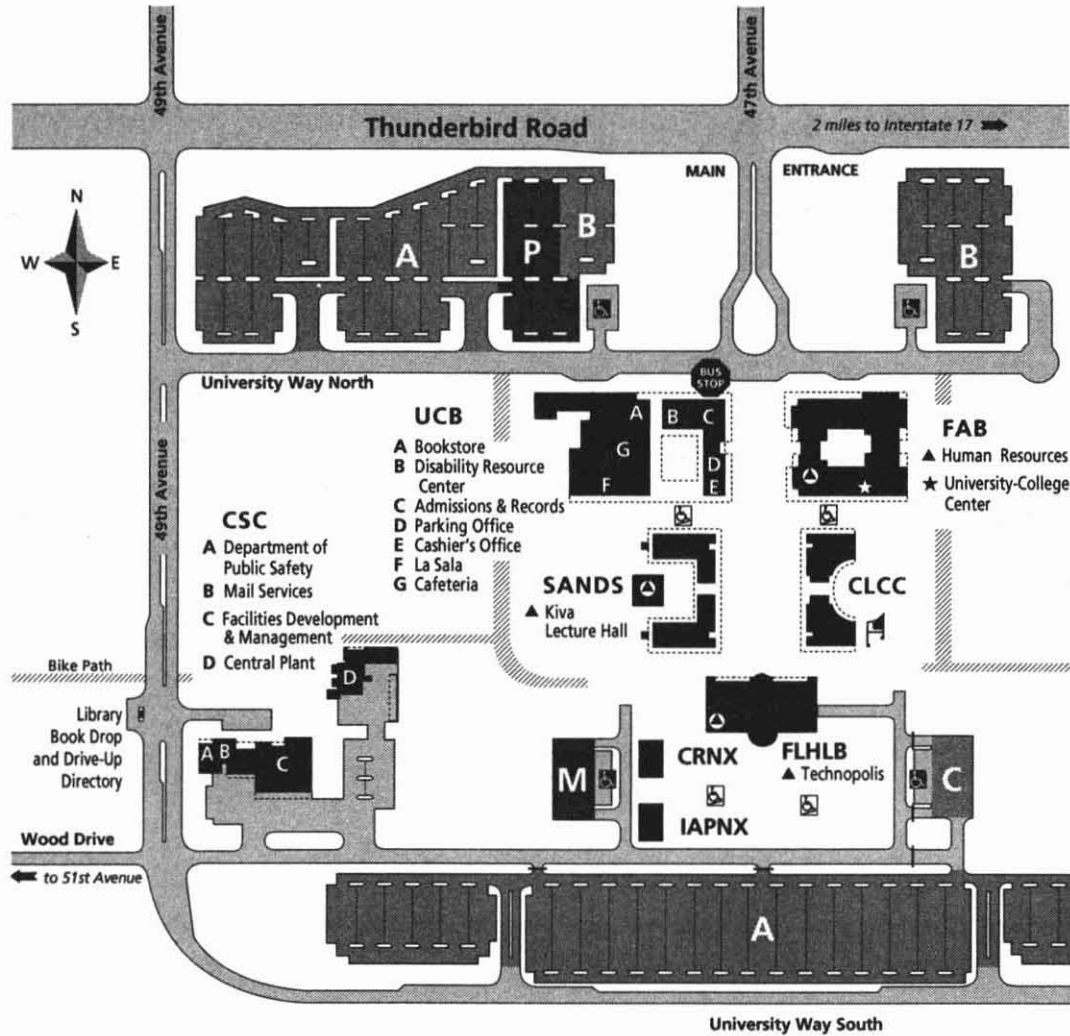 49th Avenue
47th Avenue
Thunderbird Road
2 miles to Interstate 17
MAIN ENTRANCE
N
W E
S
A
P
B
B
BUS
STOP
University Way North
49th Avenue
UCB
A Bookstore
B Disability Resource
Center
C Admissions & Records
D Parking Office
E Cashier's Office
F La Sala
G Cafeteria
A
B
C
G
D
F
E
FAB
Human Resources
University-College
Center
CSC
A Department of
Public Safety
B Mail Services
C Facilities Development
& Management
D Central Plant
SANDS
Kiva
Lecture Hall
CLCC
Bike Path
D
Library
Book Drop
and Drive-Up
Directory
A
B
C
M
CRNX
FLHLB
Technopolis
C
IAPNX
Wood Drive
to 51st Avenue
A
University Way South